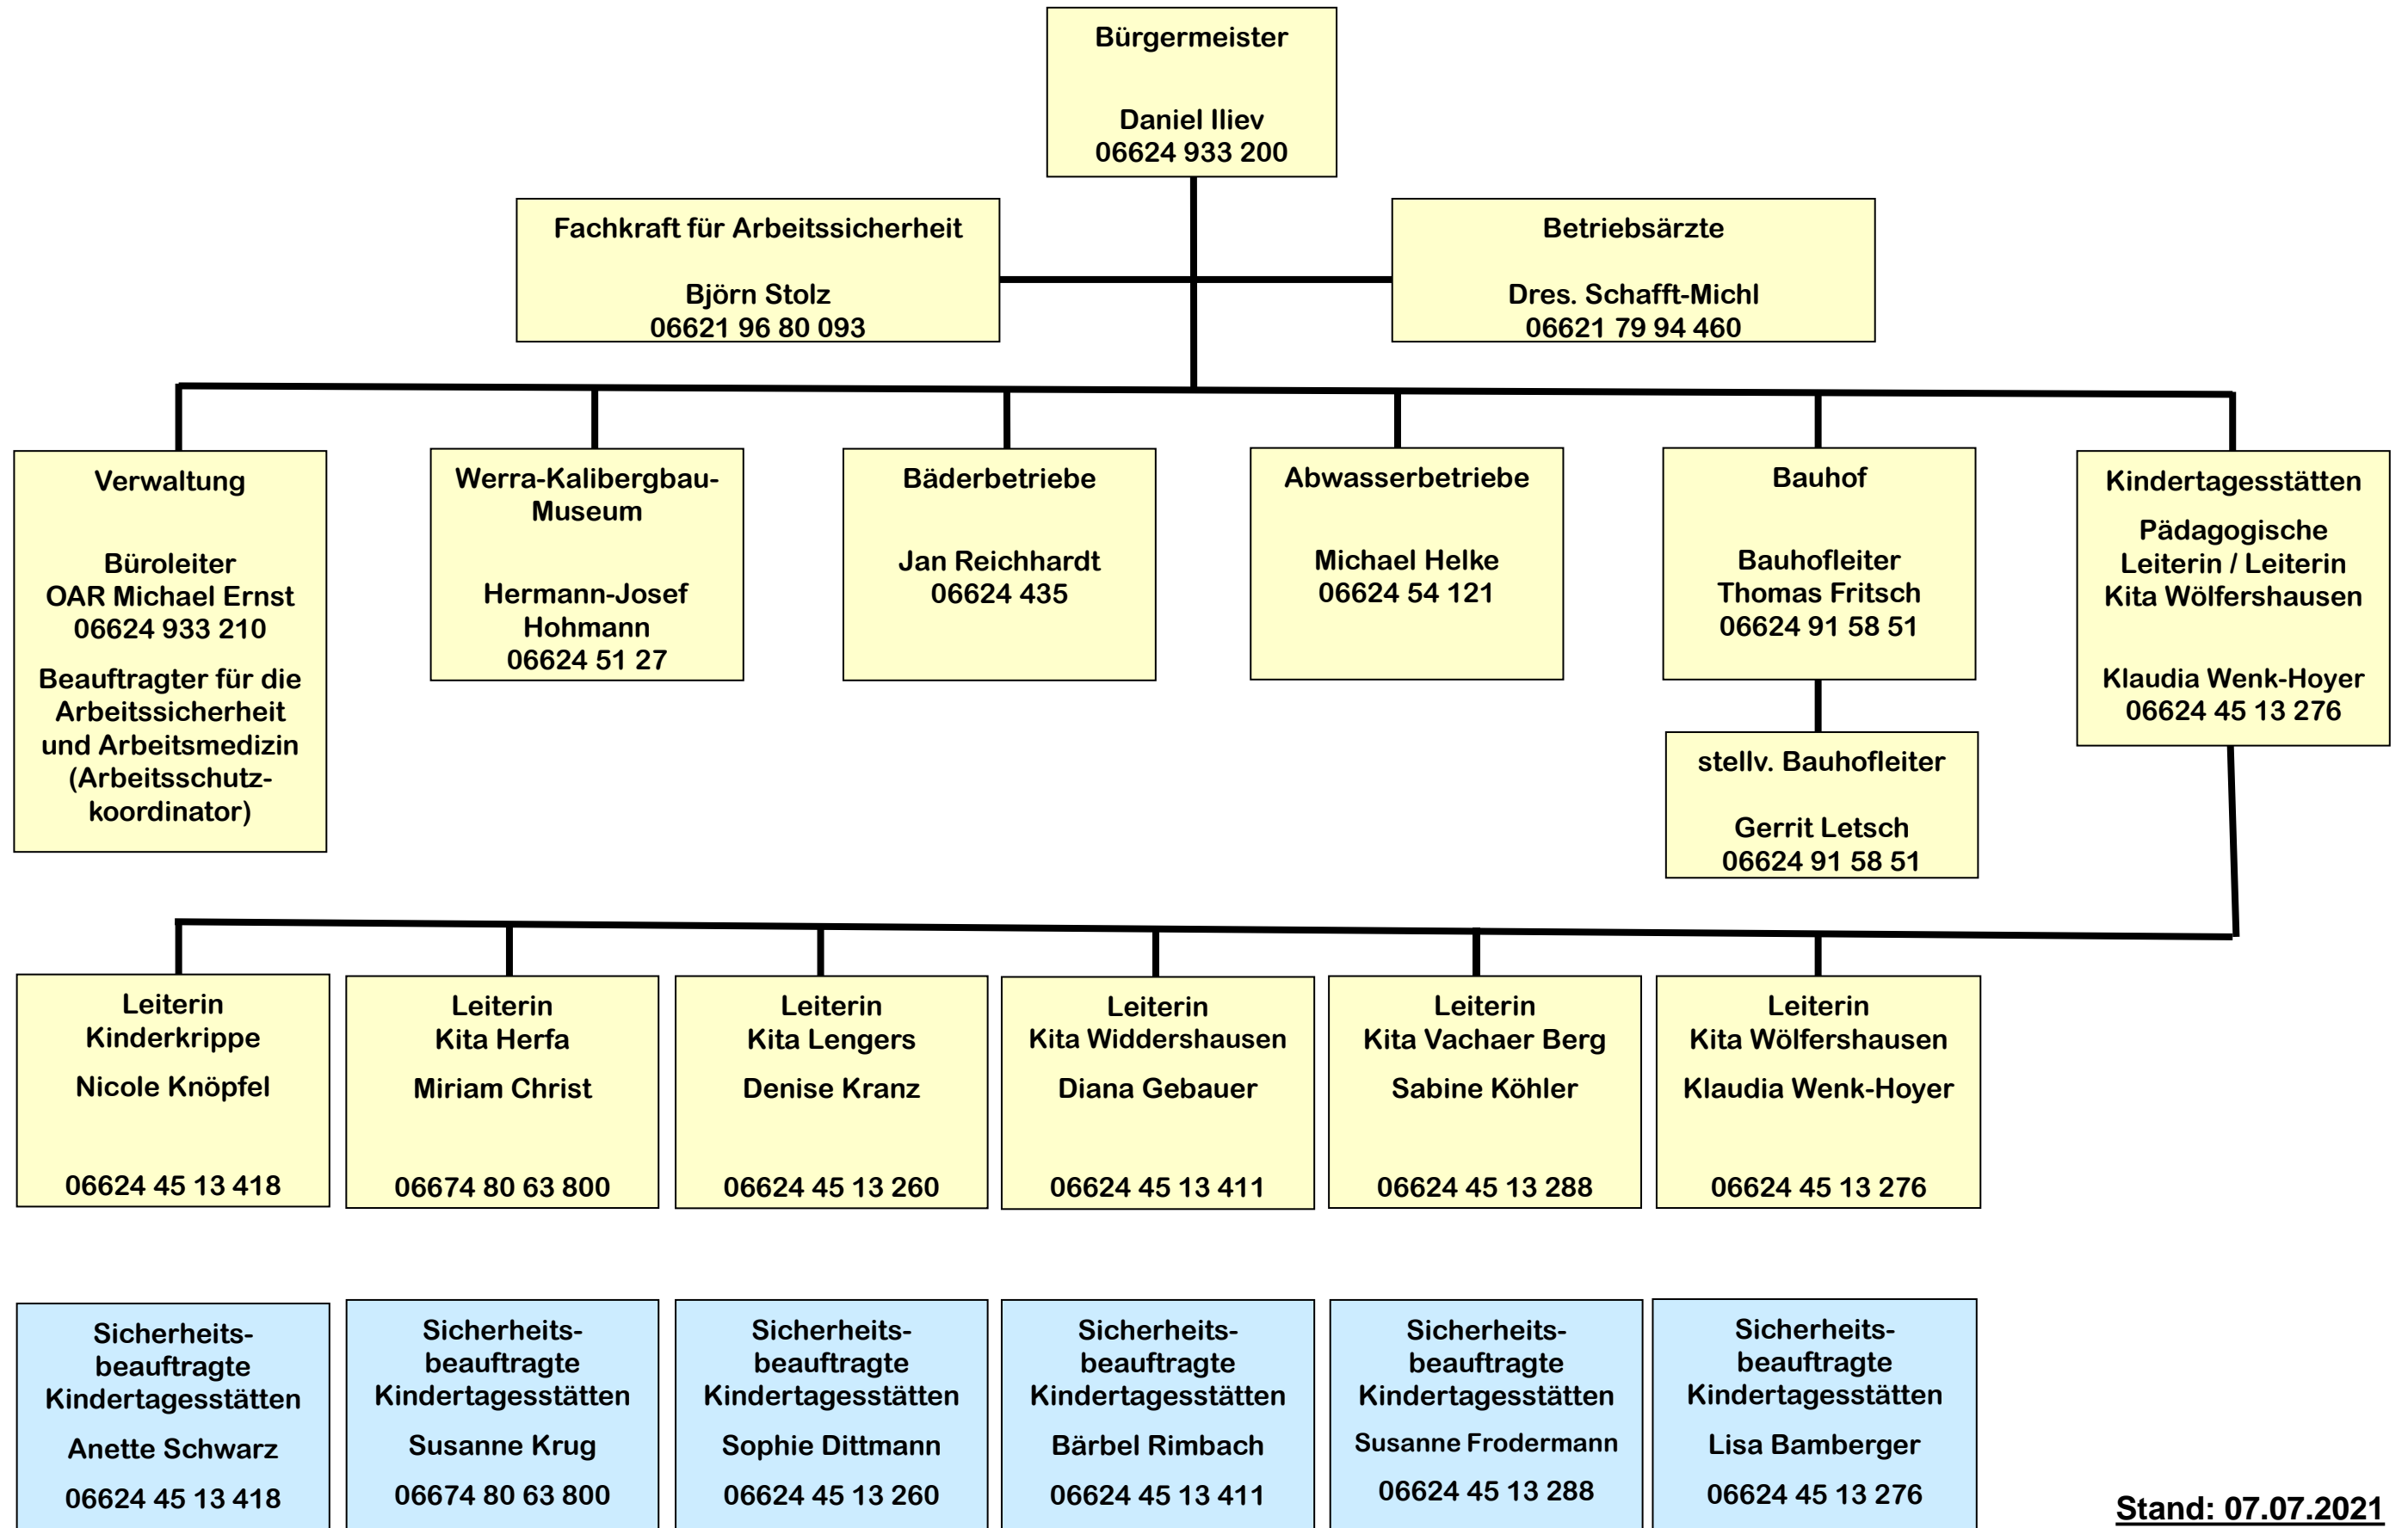 Bürgermeister
Daniel Iliev
06624 933 200
Fachkraft für Arbeitssicherheit
Björn Stolz
06621 96 80 093
Betriebsärzte
Dres. Schafft-Michl
06621 79 94 460
Verwaltung
Büroleiter
OAR Michael Ernst
06624 933 210
Beauftragter für die
Arbeitssicherheit
und Arbeitsmedizin
(Arbeitsschutz-
koordinator)
Werra-Kalibergbau-
Museum
Hermann-Josef
Hohmann
06624 51 27
Bäderbetriebe
Jan Reichhardt
06624 435
Abwasserbetriebe
Michael Helke
06624 54 121
Bauhof
Bauhofleiter
Thomas Fritsch
06624 91 58 51
stellv. Bauhofleiter
Gerrit Letsch
06624 91 58 51
Kindertagesstätten
Pädagogische
Leiterin / Leiterin
Kita Wölfershausen
Klaudia Wenk-Hoyer
06624 45 13 276
Leiterin
Kinderkrippe
Nicole Knöpfel
06624 45 13 418
Leiterin
Kita Herfa
Miriam Christ
06674 80 63 800
Leiterin
Kita Lengers
Denise Kranz
06624 45 13 260
Leiterin
Kita Widdershausen
Diana Gebauer
06624 45 13 411
Leiterin
Kita Vachaer Berg
Sabine Köhler
06624 45 13 288
Leiterin
Kita Wölfershausen
Klaudia Wenk-Hoyer
06624 45 13 276
Sicherheits-
beauftragte
Kindertagesstätten
Anette Schwarz
06624 45 13 418
Sicherheits-
beauftragte
Kindertagesstätten
Susanne Krug
06674 80 63 800
Sicherheits-
beauftragte
Kindertagesstätten
Sophie Dittmann
06624 45 13 260
Sicherheits-
beauftragte
Kindertagesstätten
Bärbel Rimbach
06624 45 13 411
Sicherheits-
beauftragte
Kindertagesstätten
Susanne Frodermann
06624 45 13 288
Sicherheits-
beauftragte
Kindertagesstätten
Lisa Bamberger
06624 45 13 276
Stand: 07.07.2021